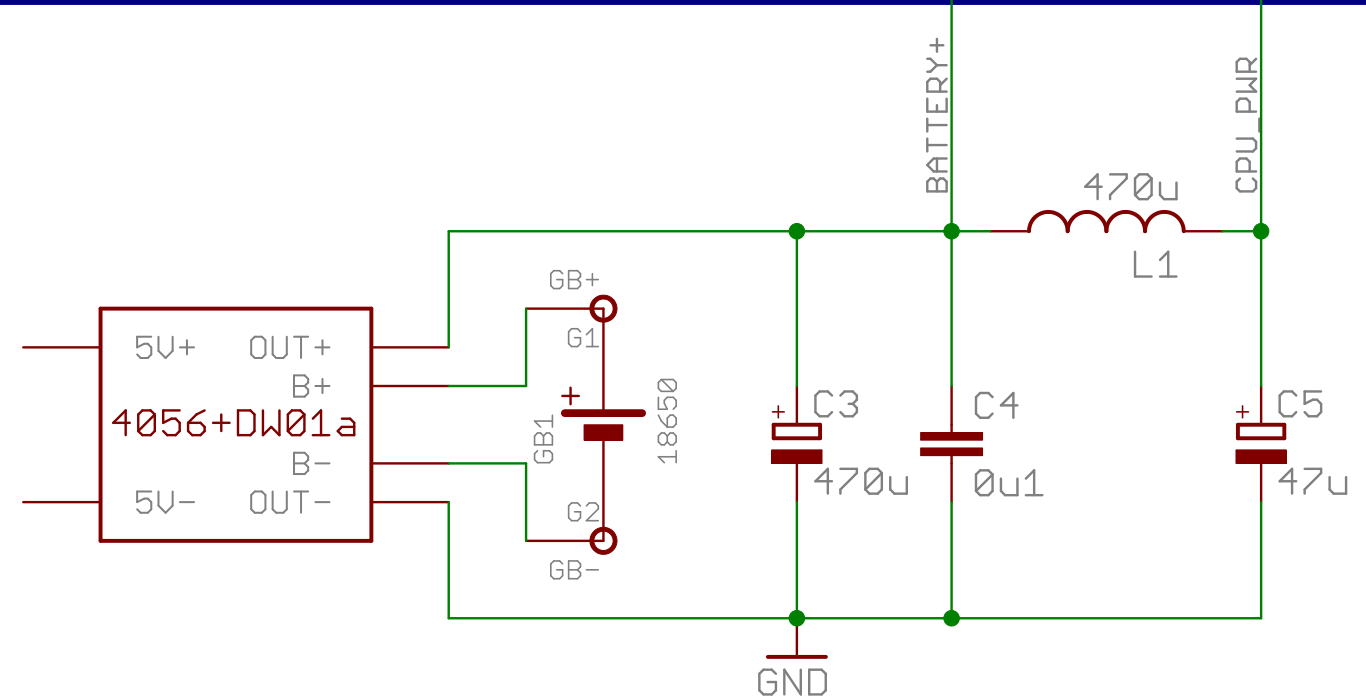 BATTERY+
CPU_PWR
470u
L1
GB+
G1
5V+ OUT+
B+
4056+DW01a
B-
5V- OUT-
+
GB1
18650
G2
GB-
+
C3
470u
C4
0u1
+
C5
47u
GND